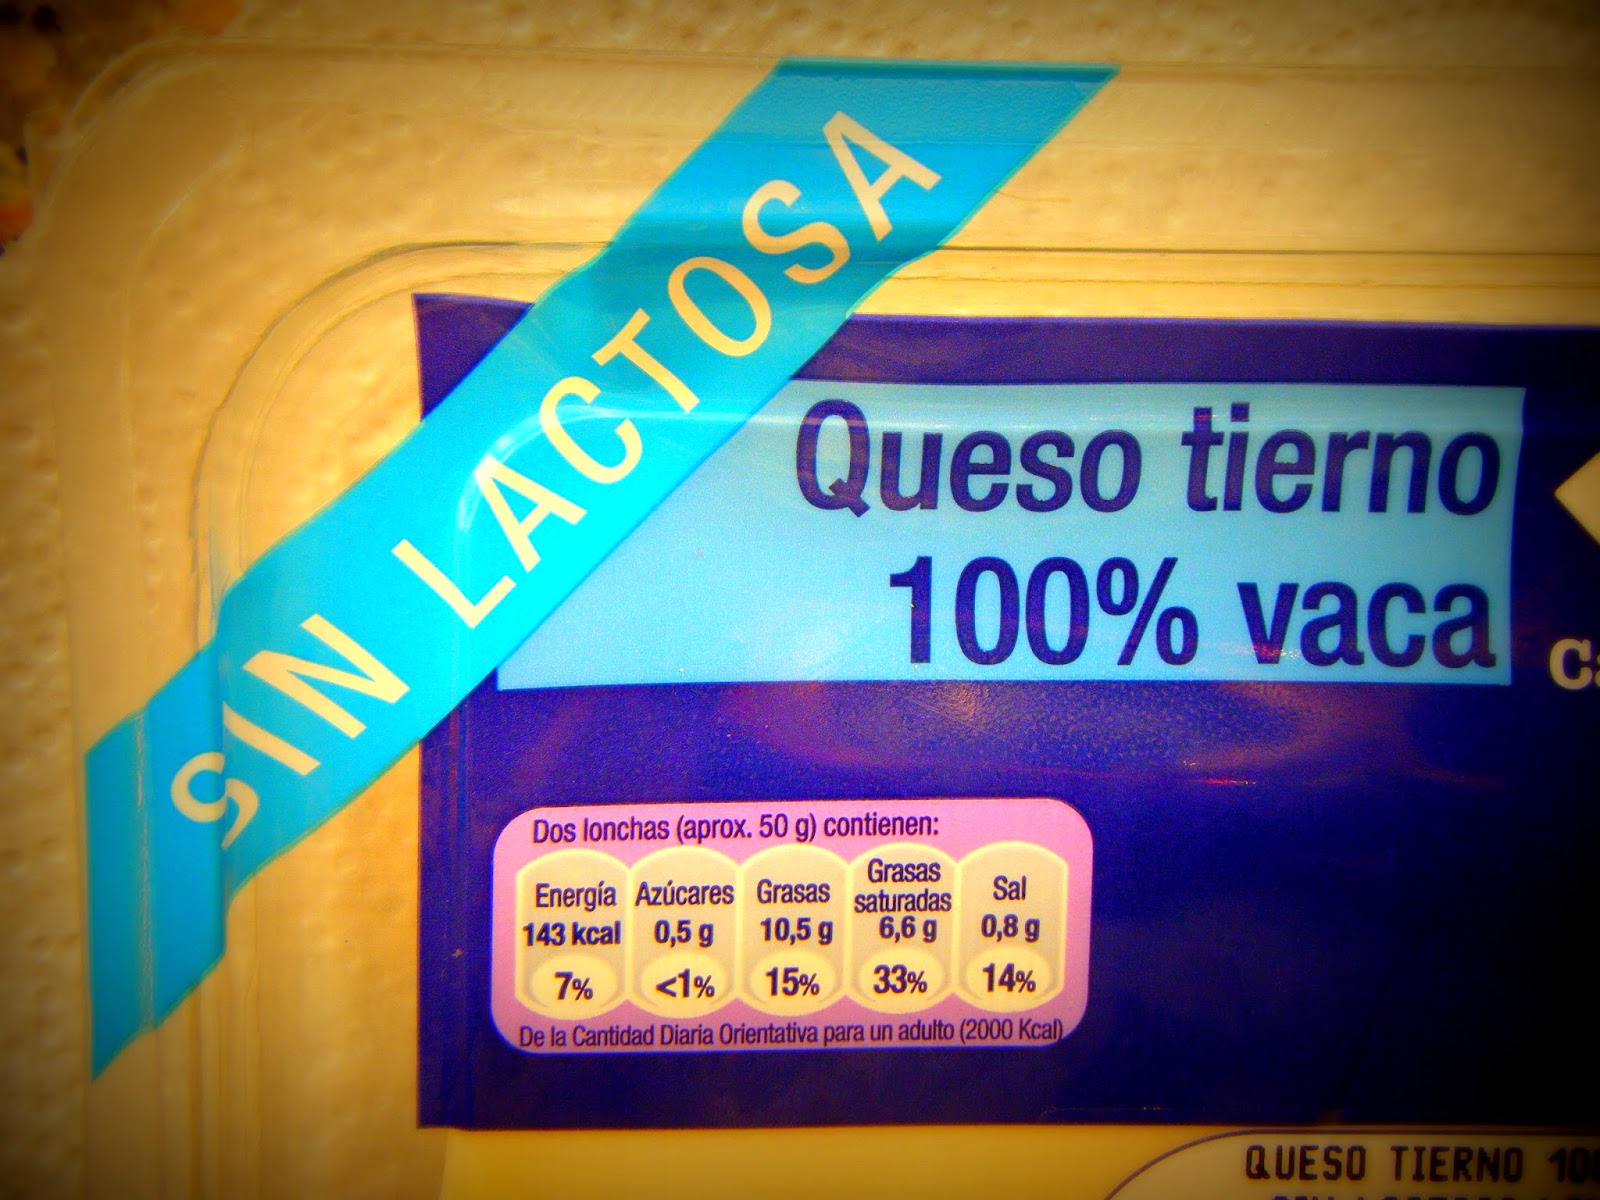 SIN LACTOSA
Queso tierno
100% vaca
Dos lonchas (aprox. 50 g) contienen:
Energía Azúcares Grasas Grasas saturadas Sal
143 kcal 0,5 g 10,5 g 6,6 g 0,8 g
7% <1% 15% 33% 14%
De la Cantidad Diaria Orientativa para un adulto (2000 Kcal)
QUESO TIERNO